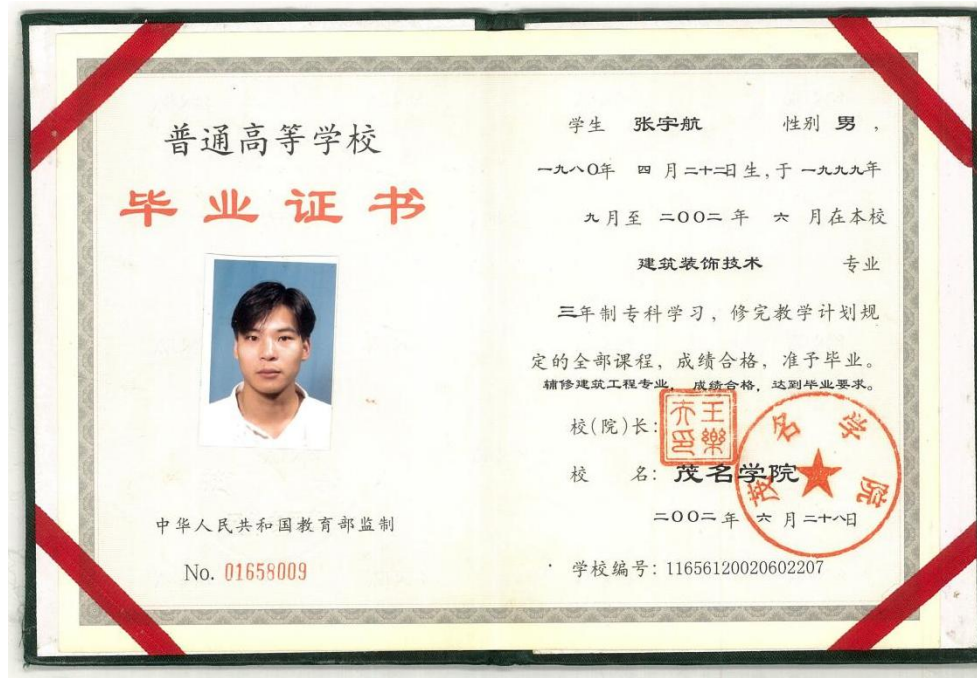 普通高等学校
毕业证书
中华人民共和国教育部监制
No. 01658009
学生 张宇航 性别 男，
一九八〇年 四 月二十二日生，于一九九九年
九月至 二〇〇二 年 六 月在本校
建筑装饰技术 专业
三年制专科学习，修完教学计划规
定的全部课程，成绩合格，准予毕业。
辅修建筑工程专业，成绩合格，达到毕业要求。
校(院)长：
王乐
校 名：茂名学院
茂名学院
二〇〇二年 六 月二十八日
学校编号：11656120020602207